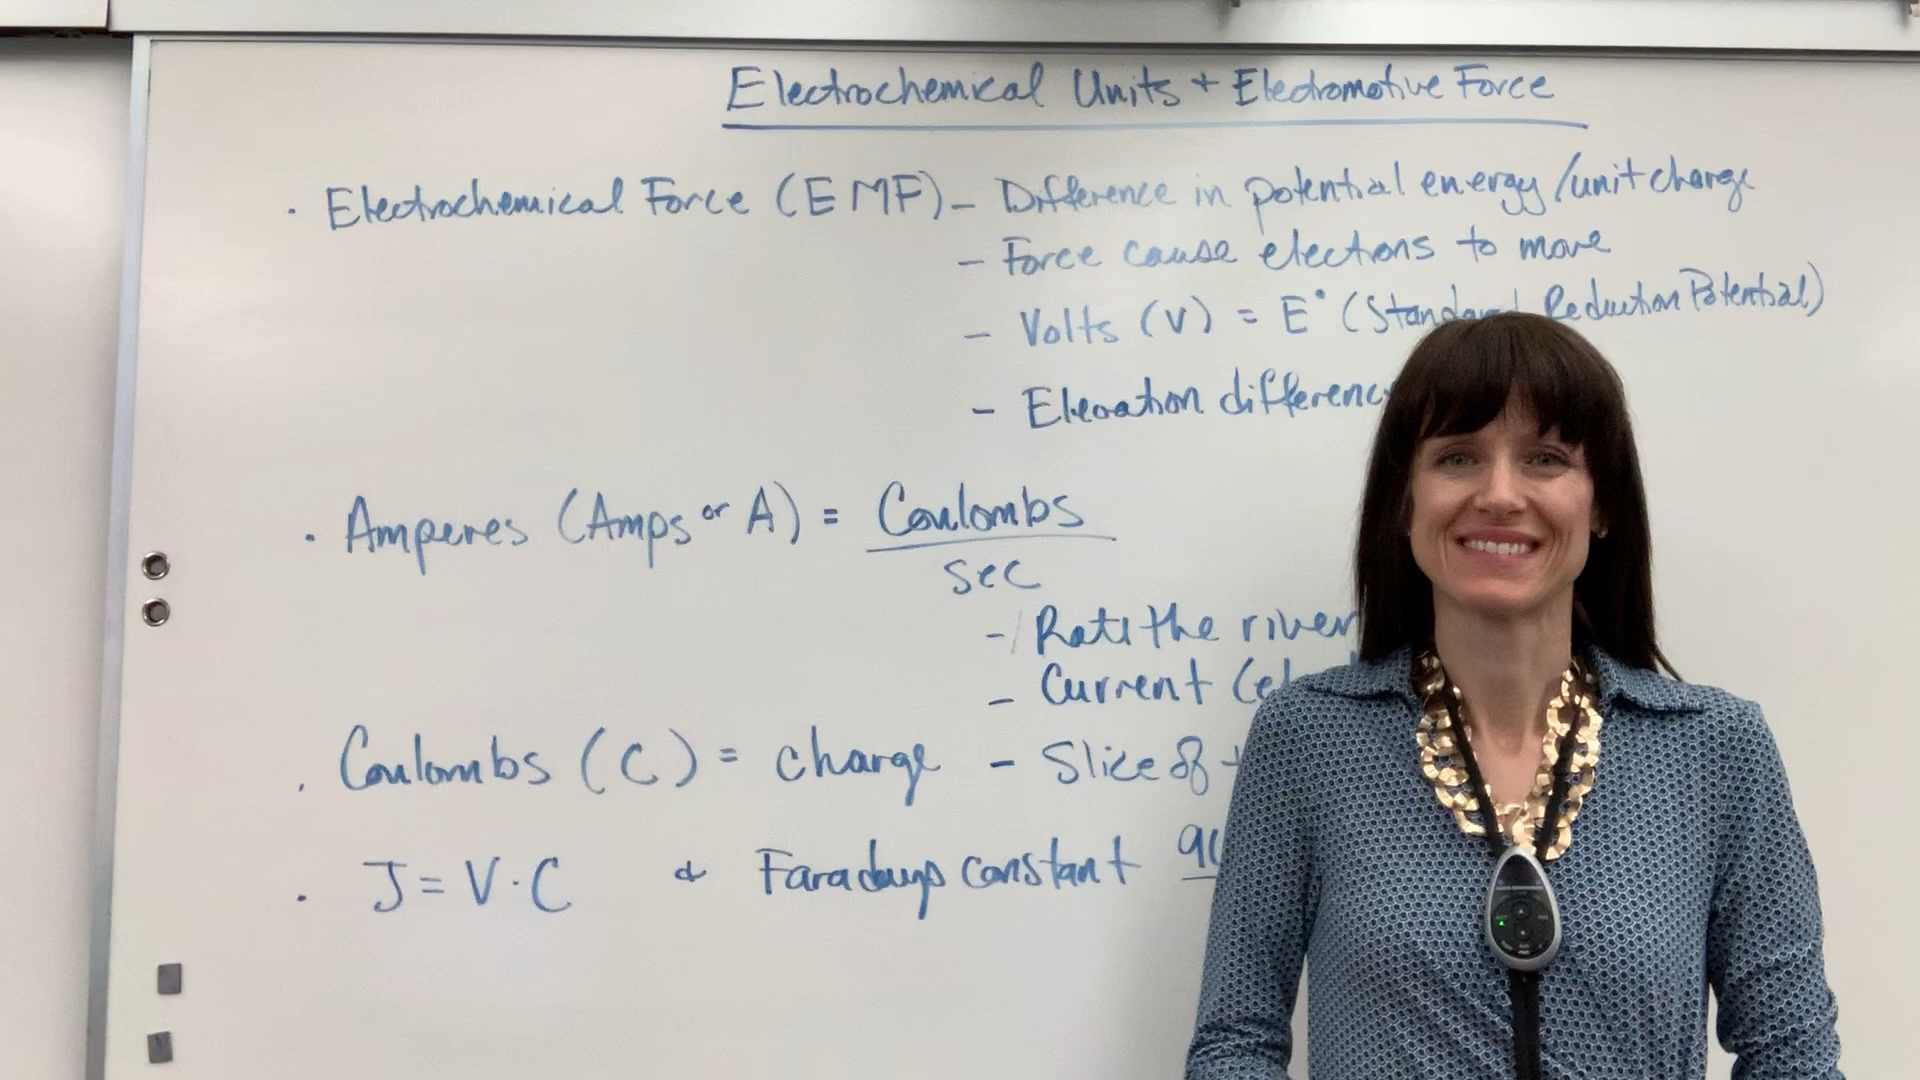 Electrochemical Units + Electromotive Force
· Electrochemical Force (EMF) - Difference in potential energy/unit charge
- Force cause electrons to move
- Volts (V) = E° (Standard Reduction Potential)
- Elevation difference
· Amperes (Amps or A) = Coulombs
sec
- Rate the river
- Current
· Coulombs (C) = charge - Slice of
· J = V · C & Faradays constant